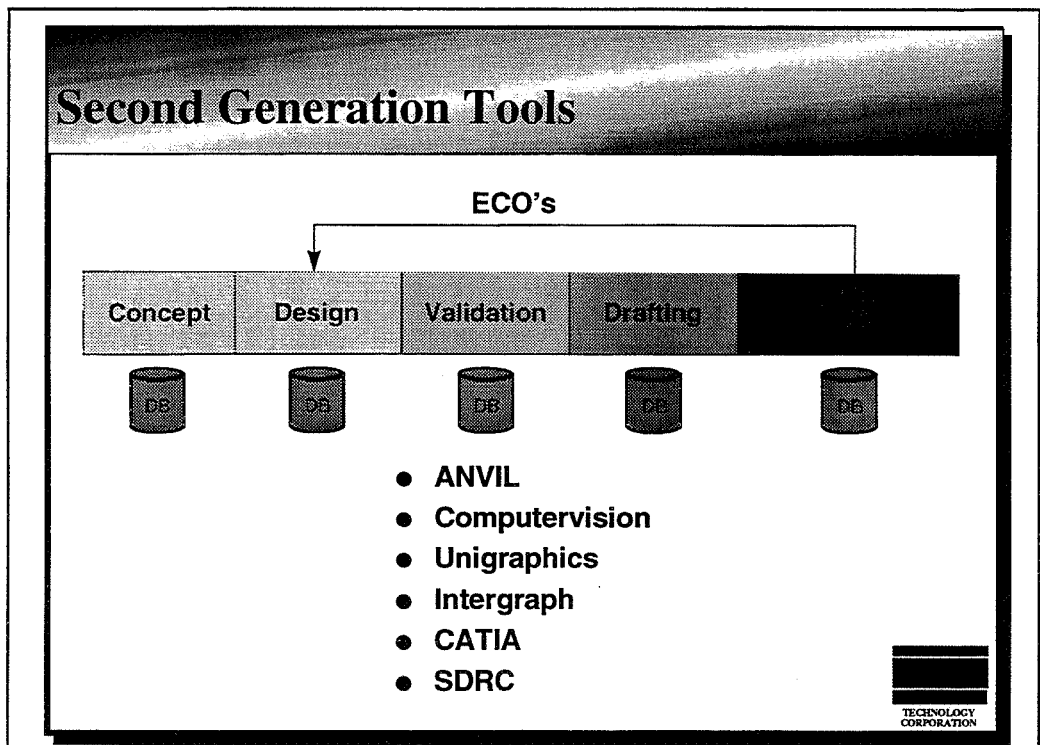 Second Generation Tools
ECO's
Concept Design Validation Drafting
DB DB DB DB DB
ANVIL
Computervision
Unigraphics
Intergraph
CATIA
SDRC
TECHNOLOGY
CORPORATION